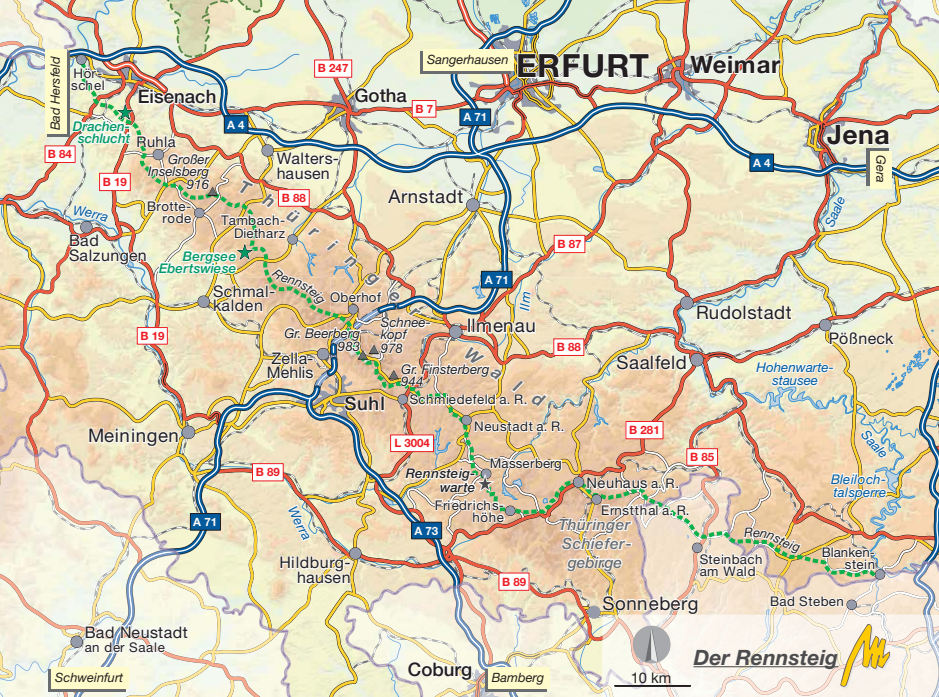 Bad Hersfeld
Hör-
schel
Eisenach
B 247
Gotha
B 7
Sangerhausen
ERFURT
Weimar
A 71
A 4
A 4
Jena
Gera
Drachen-
schlucht
Ruhla
B 84
B 19
Großer
Inselsberg
916
Walters-
hausen
B 88
Arnstadt
Saale
Werra
Bad
Salzungen
Brotte-
rode
Tambach-
Dietharz
Thüringer
Wald
B 87
Bergsee
Ebertswiese
Rennsteig
A 71
Ilm
Schmal-
kalden
Oberhof
Rudolstadt
B 19
Gr. Beerberg
983
Schnee-
kopf
978
Ilmenau
B 88
Pößneck
Saalfeld
Zella-
Mehlis
Gr. Finsterberg
944
Hohenwarte-
stausee
Suhl
Schmiedefeld a. R.
Meiningen
Neustadt a. R.
L 3004
B 281
Saale
B 85
B 89
Rennsteig-
warte
Masserberg
Neuhaus a. R.
Bleiloch-
talsperre
Friedrichs-
höhe
Ernstthal a. R.
A 71
Werra
A 73
Thüringer
Schiefer-
gebirge
Rennsteig
Steinbach
am Wald
Blanken-
stein
Hildburg-
hausen
B 89
Sonneberg
Bad Steben
Bad Neustadt
an der Saale
Schweinfurt
Coburg
Bamberg
10 km
Der Rennsteig